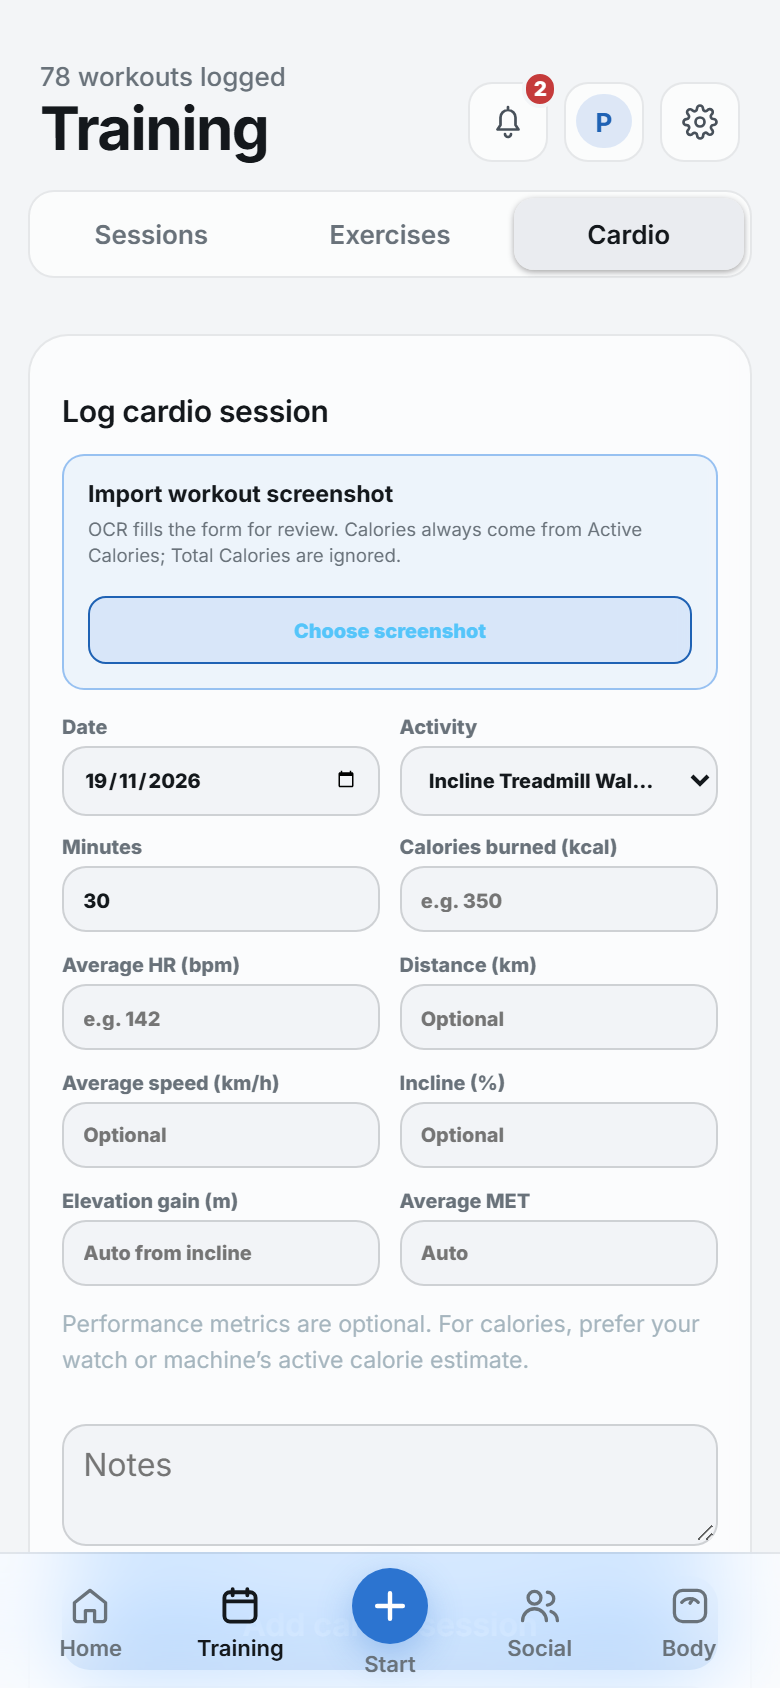 78 workouts logged
Training
2
P
Sessions
Exercises
Cardio
Log cardio session
Import workout screenshot
OCR fills the form for review. Calories always come from Active
Calories; Total Calories are ignored.
Choose screenshot
Date
Activity
19/11/2026
Incline Treadmill Wal...
Minutes
Calories burned (kcal)
30
e.g. 350
Average HR (bpm)
Distance (km)
e.g. 142
Optional
Average speed (km/h)
Incline (%)
Optional
Optional
Elevation gain (m)
Average MET
Auto from incline
Auto
Performance metrics are optional. For calories, prefer your
watch or machine’s active calorie estimate.
Notes
Add ca session
Home
Training
Start
Social
Body